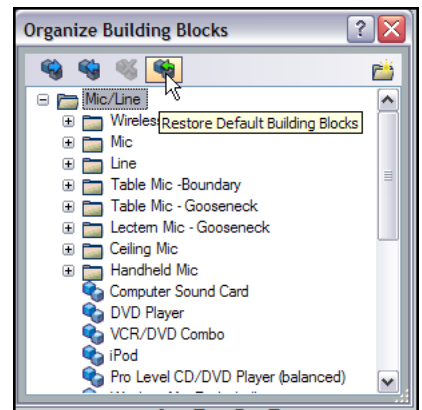 Organize Building Blocks
Mic/Line
Wireless
Restore Default Building Blocks
Mic
Line
Table Mic -Boundary
Table Mic - Gooseneck
Lectern Mic - Gooseneck
Ceiling Mic
Handheld Mic
Computer Sound Card
DVD Player
VCR/DVD Combo
iPod
Pro Level CD/DVD Player (balanced)